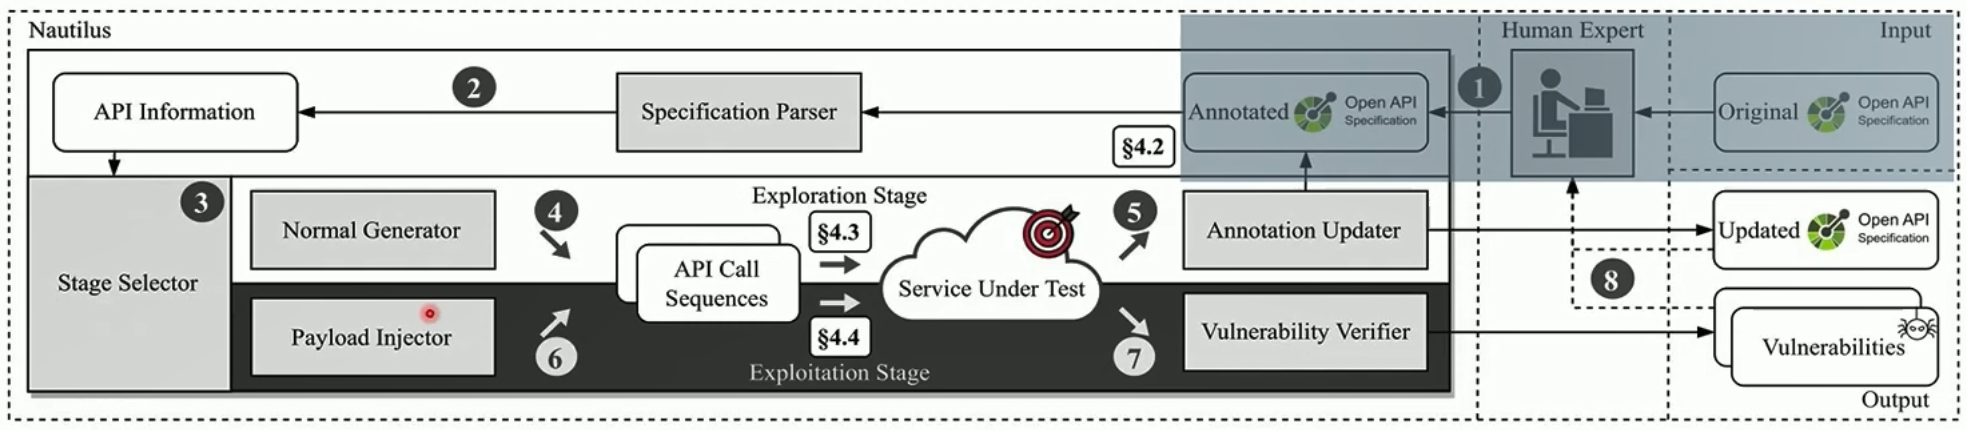 Nautilus
Human Expert
Input
API Information
2
Specification Parser
§4.2
Annotated
Open API
Specification
1
Original
Open API
Specification
3
Stage Selector
Normal Generator
4
Exploration Stage
§4.3
API Call
Sequences
Service Under Test
5
Annotation Updater
Updated
Open API
Specification
8
Payload Injector
6
§4.4
Exploitation Stage
7
Vulnerability Verifier
Vulnerabilities
Output